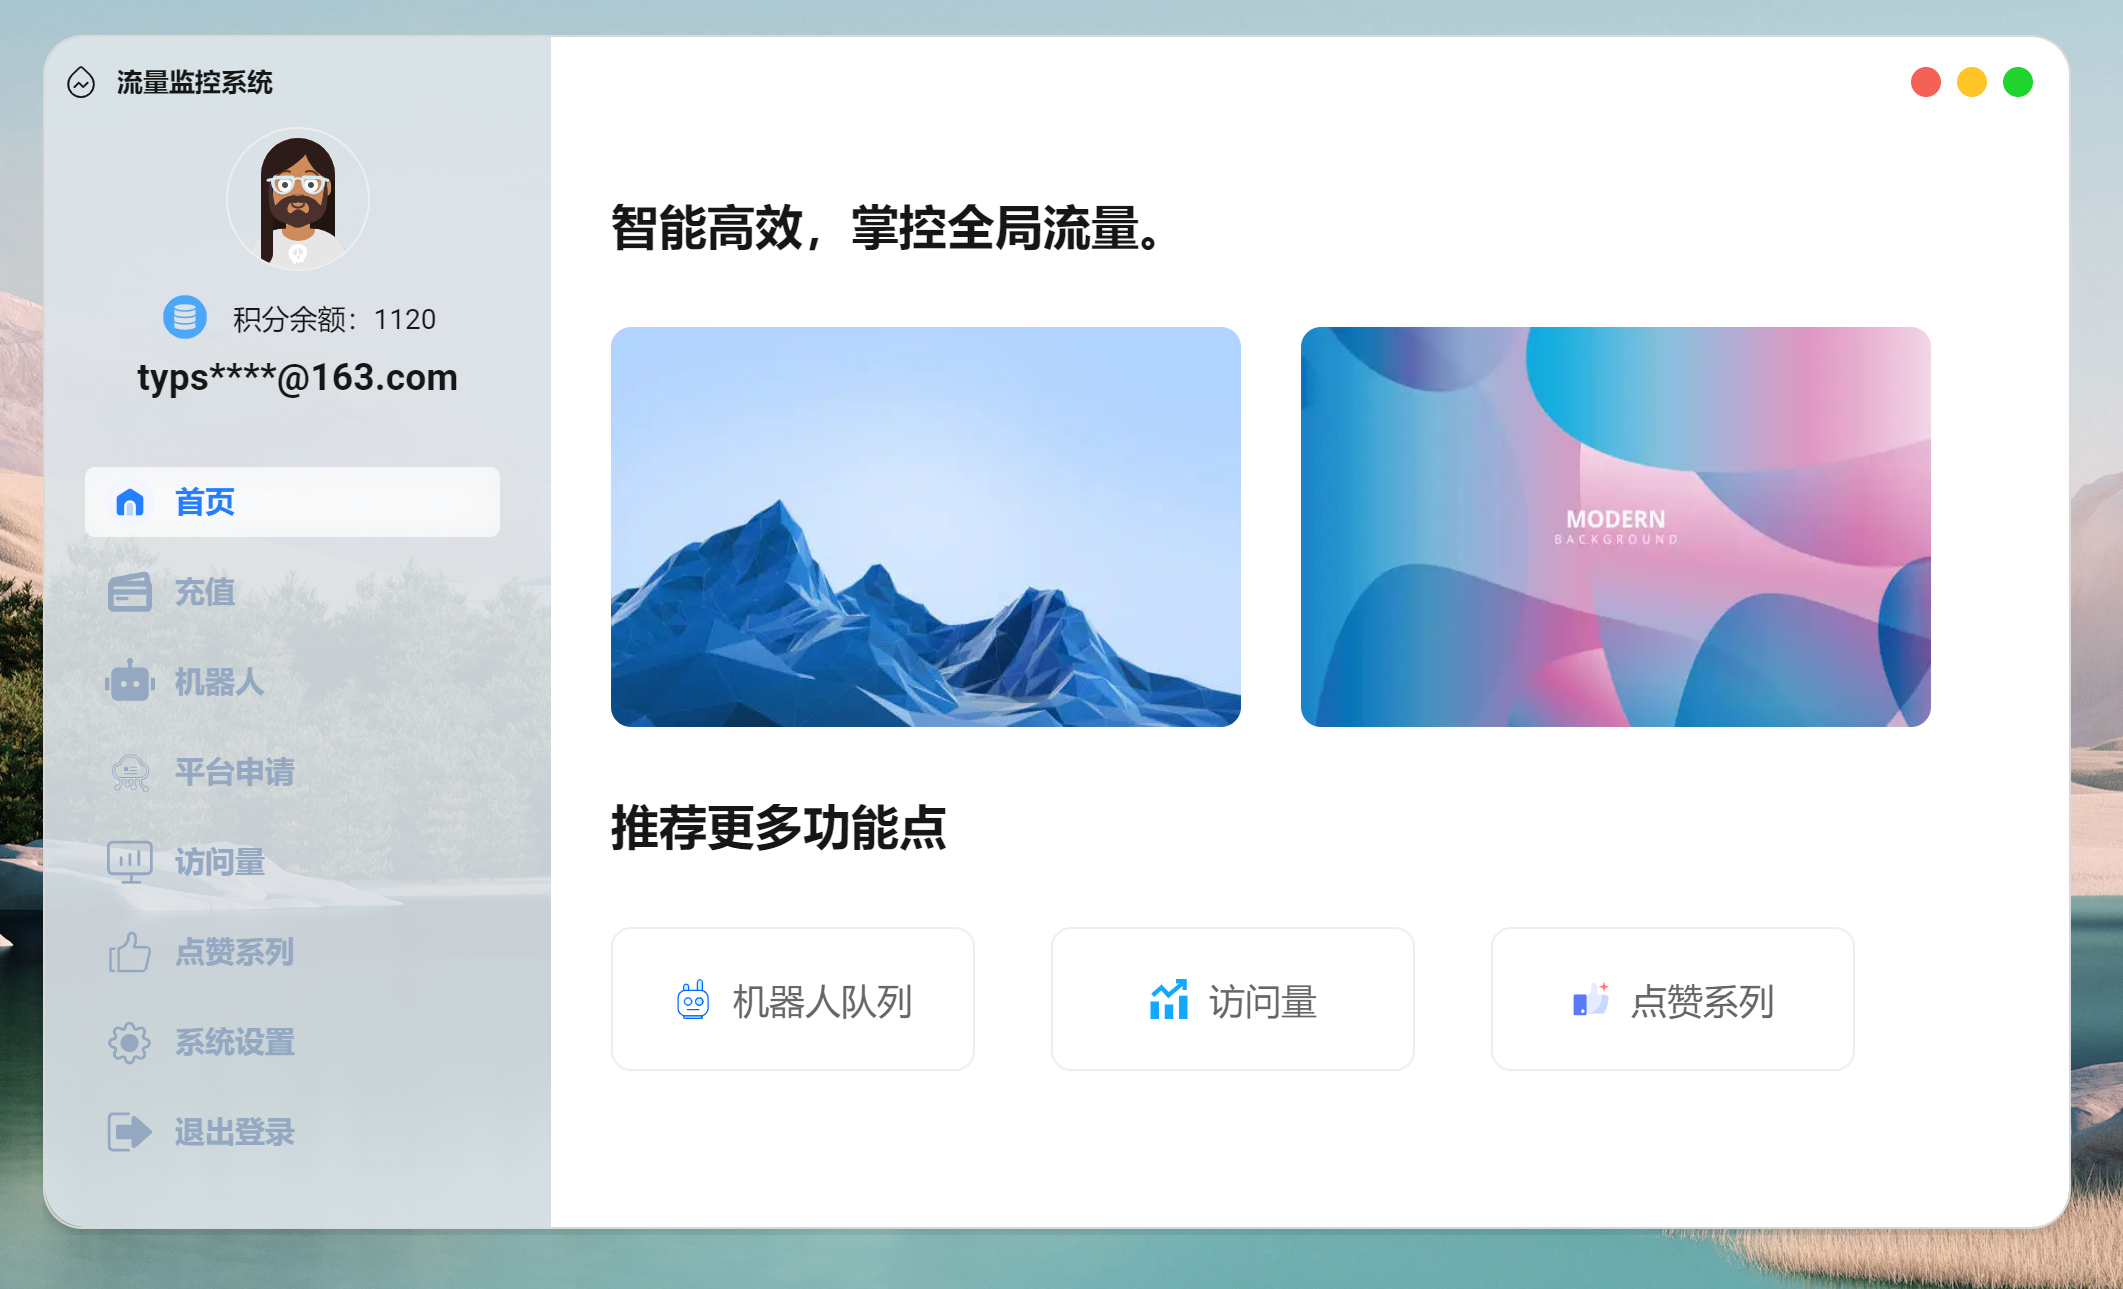 流量监控系统
积分余额：1120
typs****@163.com
首页
充值
机器人
平台申请
访问量
点赞系列
系统设置
退出登录
智能高效，掌控全局流量。
MODERN
BACKGROUND
推荐更多功能点
机器人队列
访问量
点赞系列